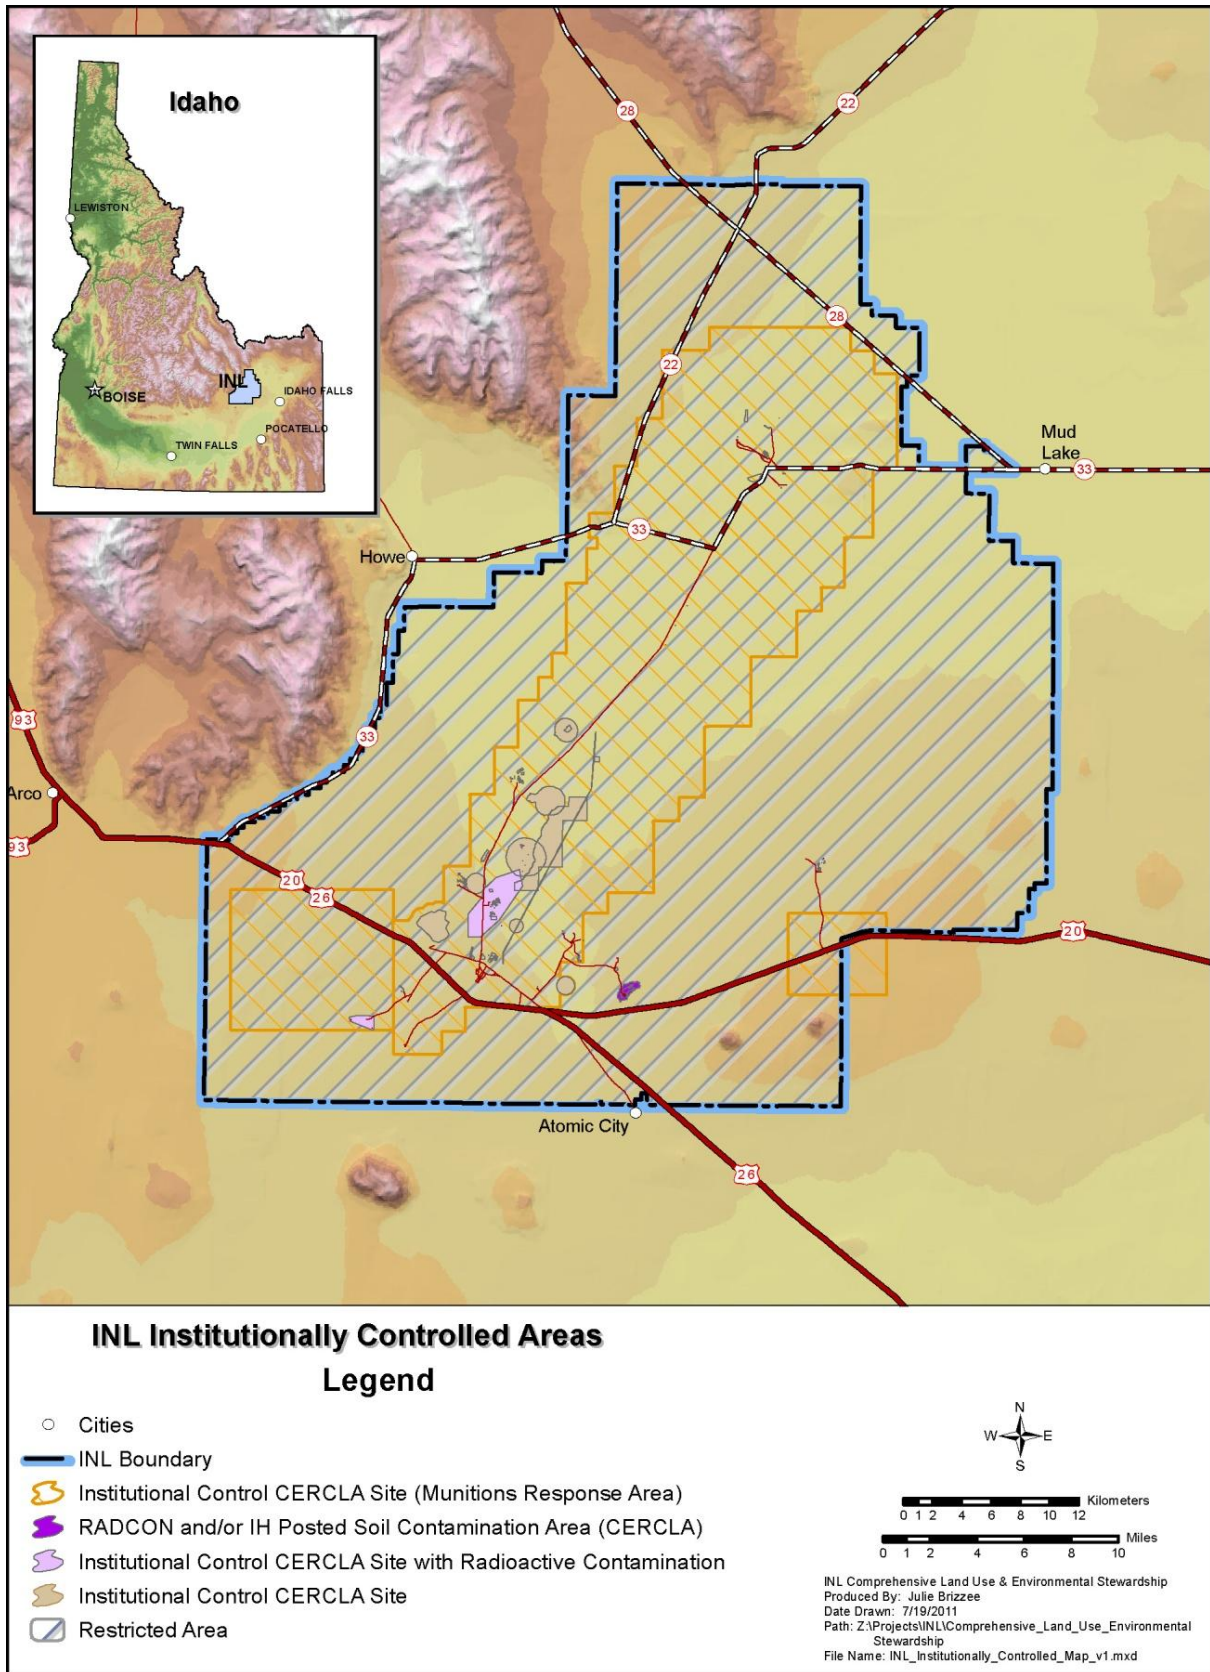 Idaho
LEWISTON
INL
BOISE
IDAHO FALLS
POCATELLO
TWIN FALLS
28
22
28
22
Mud
Lake
33
33
Howe
33
93
Arco
93
20
26
20
Atomic City
26
INL Institutionally Controlled Areas
Legend
Cities
INL Boundary
Institutional Control CERCLA Site (Munitions Response Area)
RADCON and/or IH Posted Soil Contamination Area (CERCLA)
Institutional Control CERCLA Site with Radioactive Contamination
Institutional Control CERCLA Site
Restricted Area
N
W E
S
0 1 2 4 6 8 10 12 Kilometers
Miles
0 1 2 4 6 8 10
INL Comprehensive Land Use & Environmental Stewardship
Produced By: Julie Brizzee
Date Drawn: 7/19/2011
Path: Z:\Projects\INL\Comprehensive_Land_Use_Environmental
Stewardship
File Name: INL_Institutionally_Controlled_Map_v1.mxd